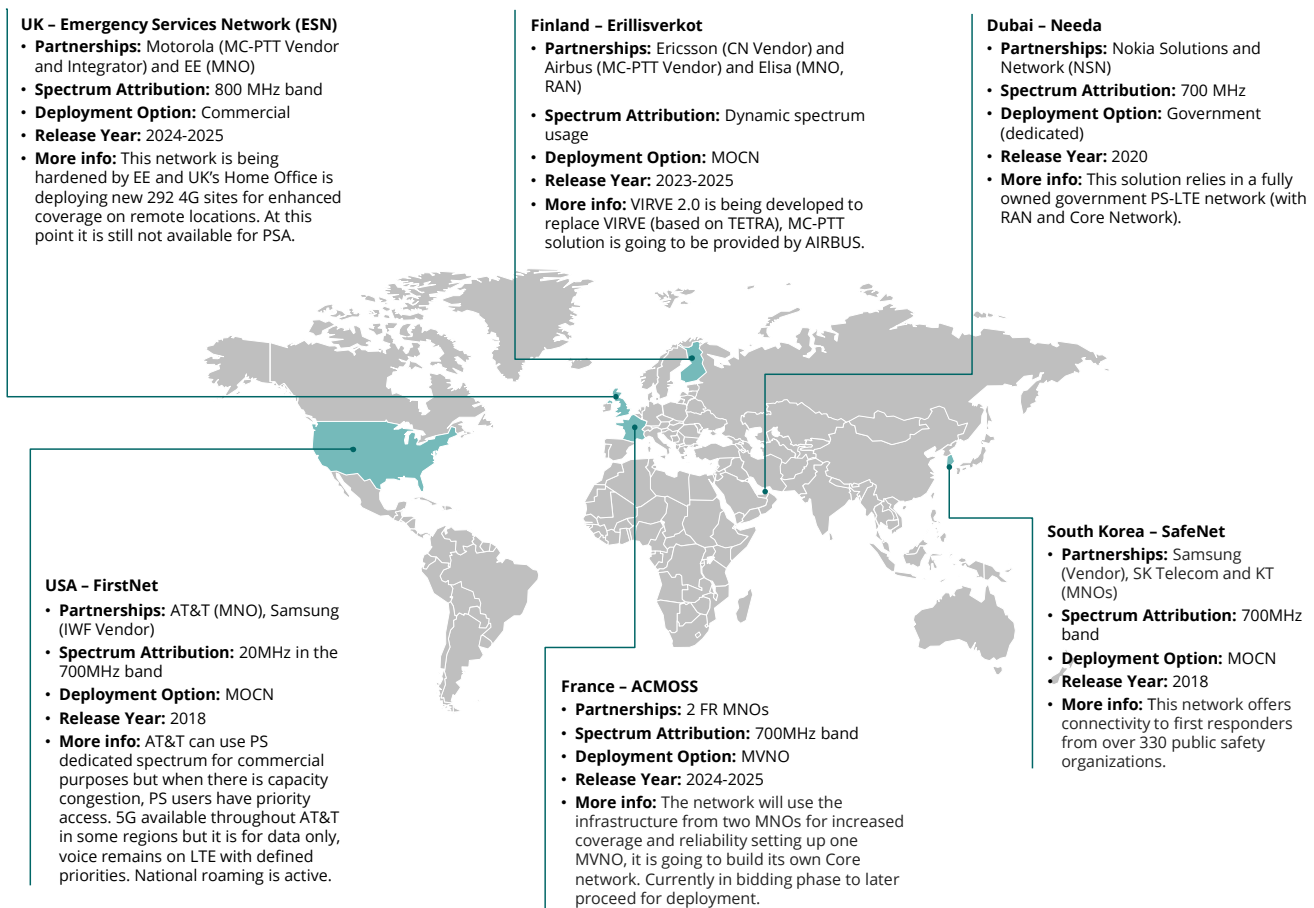 UK – Emergency Services Network (ESN)
• Partnerships: Motorola (MC-PTT Vendor
and Integrator) and EE (MNO)
• Spectrum Attribution: 800 MHz band
• Deployment Option: Commercial
• Release Year: 2024-2025
• More info: This network is being
hardened by EE and UK's Home Office is
deploying new 292 4G sites for enhanced
coverage on remote locations. At this
point it is still not available for PSA.
Finland – Erillisverkot
• Partnerships: Ericsson (CN Vendor) and
Airbus (MC-PTT Vendor) and Elisa (MNO,
RAN)
• Spectrum Attribution: Dynamic spectrum
usage
• Deployment Option: MOCN
• Release Year: 2023-2025
• More info: VIRVE 2.0 is being developed to
replace VIRVE (based on TETRA), MC-PTT
solution is going to be provided by AIRBUS.
Dubai – Needa
• Partnerships: Nokia Solutions and
Network (NSN)
• Spectrum Attribution: 700 MHz
• Deployment Option: Government
(dedicated)
• Release Year: 2020
• More info: This solution relies in a fully
owned government PS-LTE network (with
RAN and Core Network).
USA – FirstNet
• Partnerships: AT&T (MNO), Samsung
(IWF Vendor)
• Spectrum Attribution: 20MHz in the
700MHz band
• Deployment Option: MOCN
• Release Year: 2018
• More info: AT&T can use PS
dedicated spectrum for commercial
purposes but when there is capacity
congestion, PS users have priority
access. 5G available throughout AT&T
in some regions but it is for data only,
voice remains on LTE with defined
priorities. National roaming is active.
France – ACMOSS
• Partnerships: 2 FR MNOs
• Spectrum Attribution: 700MHz band
• Deployment Option: MVNO
• Release Year: 2024-2025
• More info: The network will use the
infrastructure from two MNOs for increased
coverage and reliability setting up one
MVNO, it is going to build its own Core
network. Currently in bidding phase to later
proceed for deployment.
South Korea – SafeNet
• Partnerships: Samsung
(Vendor), SK Telecom and KT
(MNOs)
• Spectrum Attribution: 700MHz
band
• Deployment Option: MOCN
• Release Year: 2018
• More info: This network offers
connectivity to first responders
from over 330 public safety
organizations.